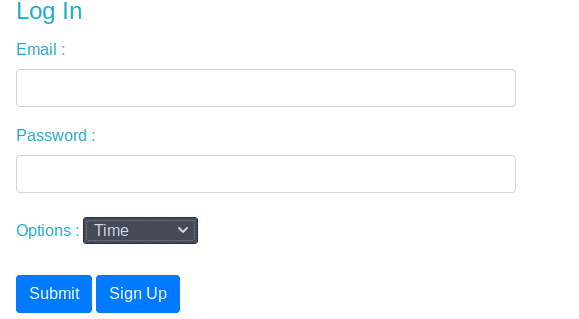 Log In
Email :
Password :
Options : Time
Submit Sign Up